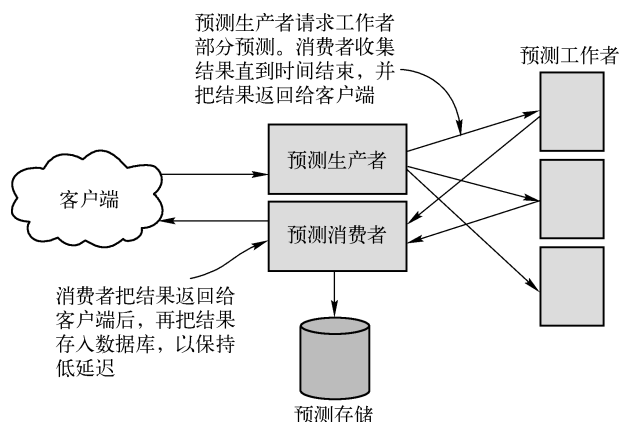 预测生产者请求工作者
部分预测。消费者收集
结果直到时间结束，并
把结果返回给客户端
预测工作者
预测生产者
客户端
预测消费者
消费者把结果返回给
客户端后，再把结果
存入数据库，以保持
低延迟
预测存储